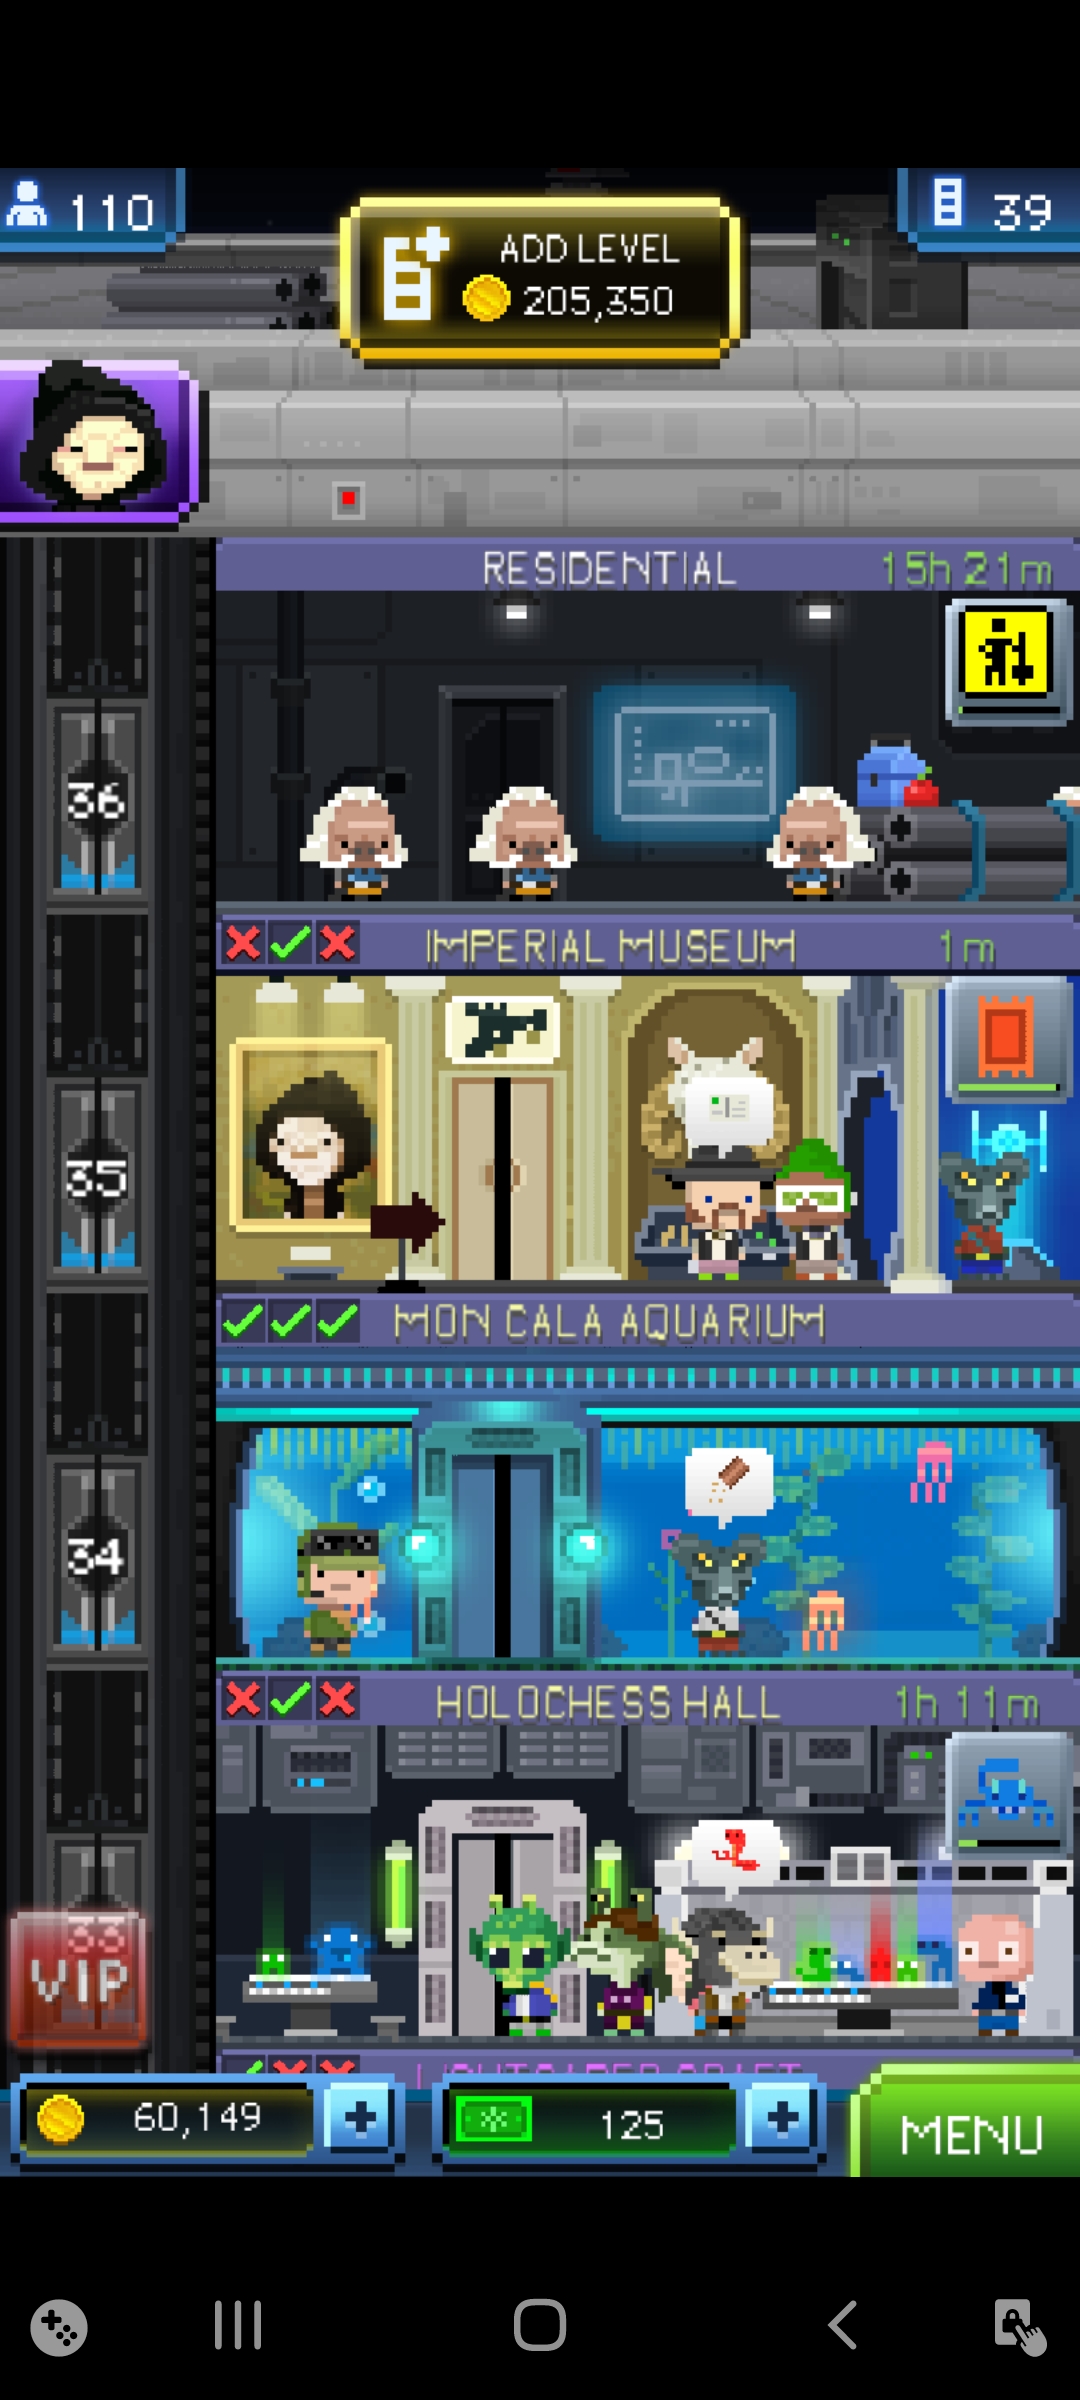 110
ADD LEVEL
205,350
39
RESIDENTIAL 15h 21m
36
IMPERIAL MUSEUM 1m
35
MON CALA AQUARIUM
34
HOLOCHESS HALL 1h 11m
33
VIP
60,149
125
MENU